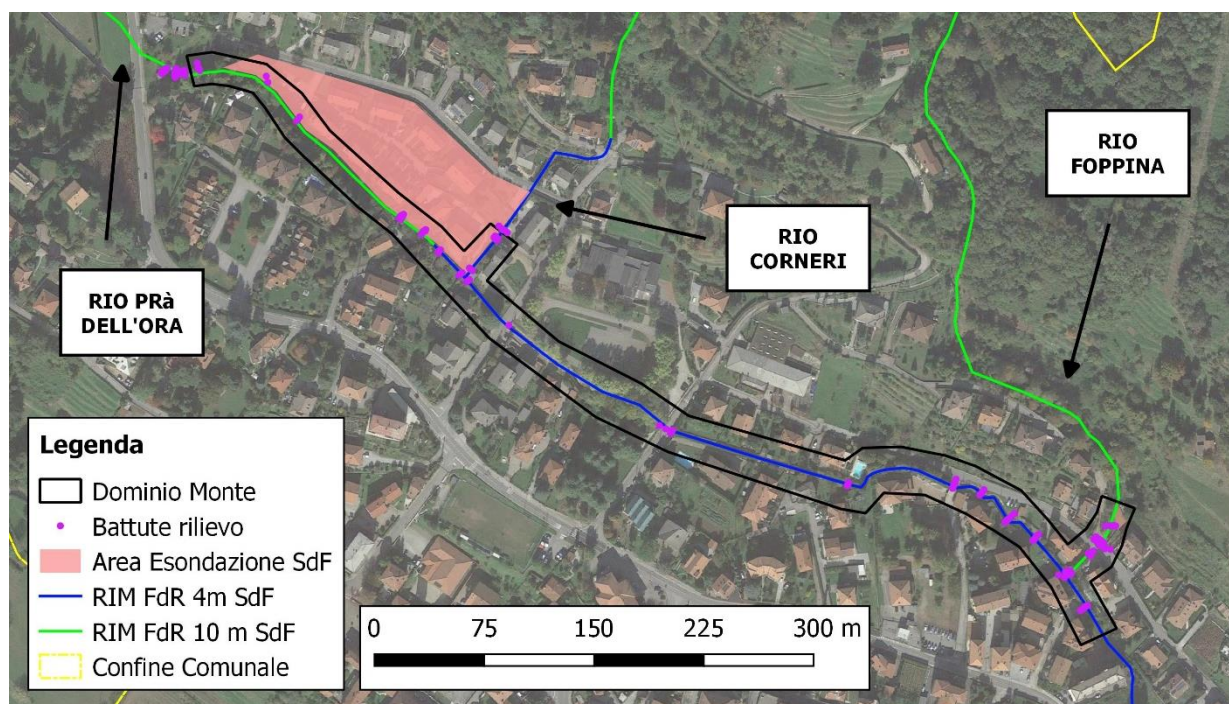 RIO
FOPPINA
RIO
CORNERI
RIO PRà
DELL'ORA
Legenda
Dominio Monte
Battute rilievo
Area Esondazione SdF
RIM FdR 4m SdF
RIM FdR 10 m SdF
Confine Comunale
0 75 150 225 300 m